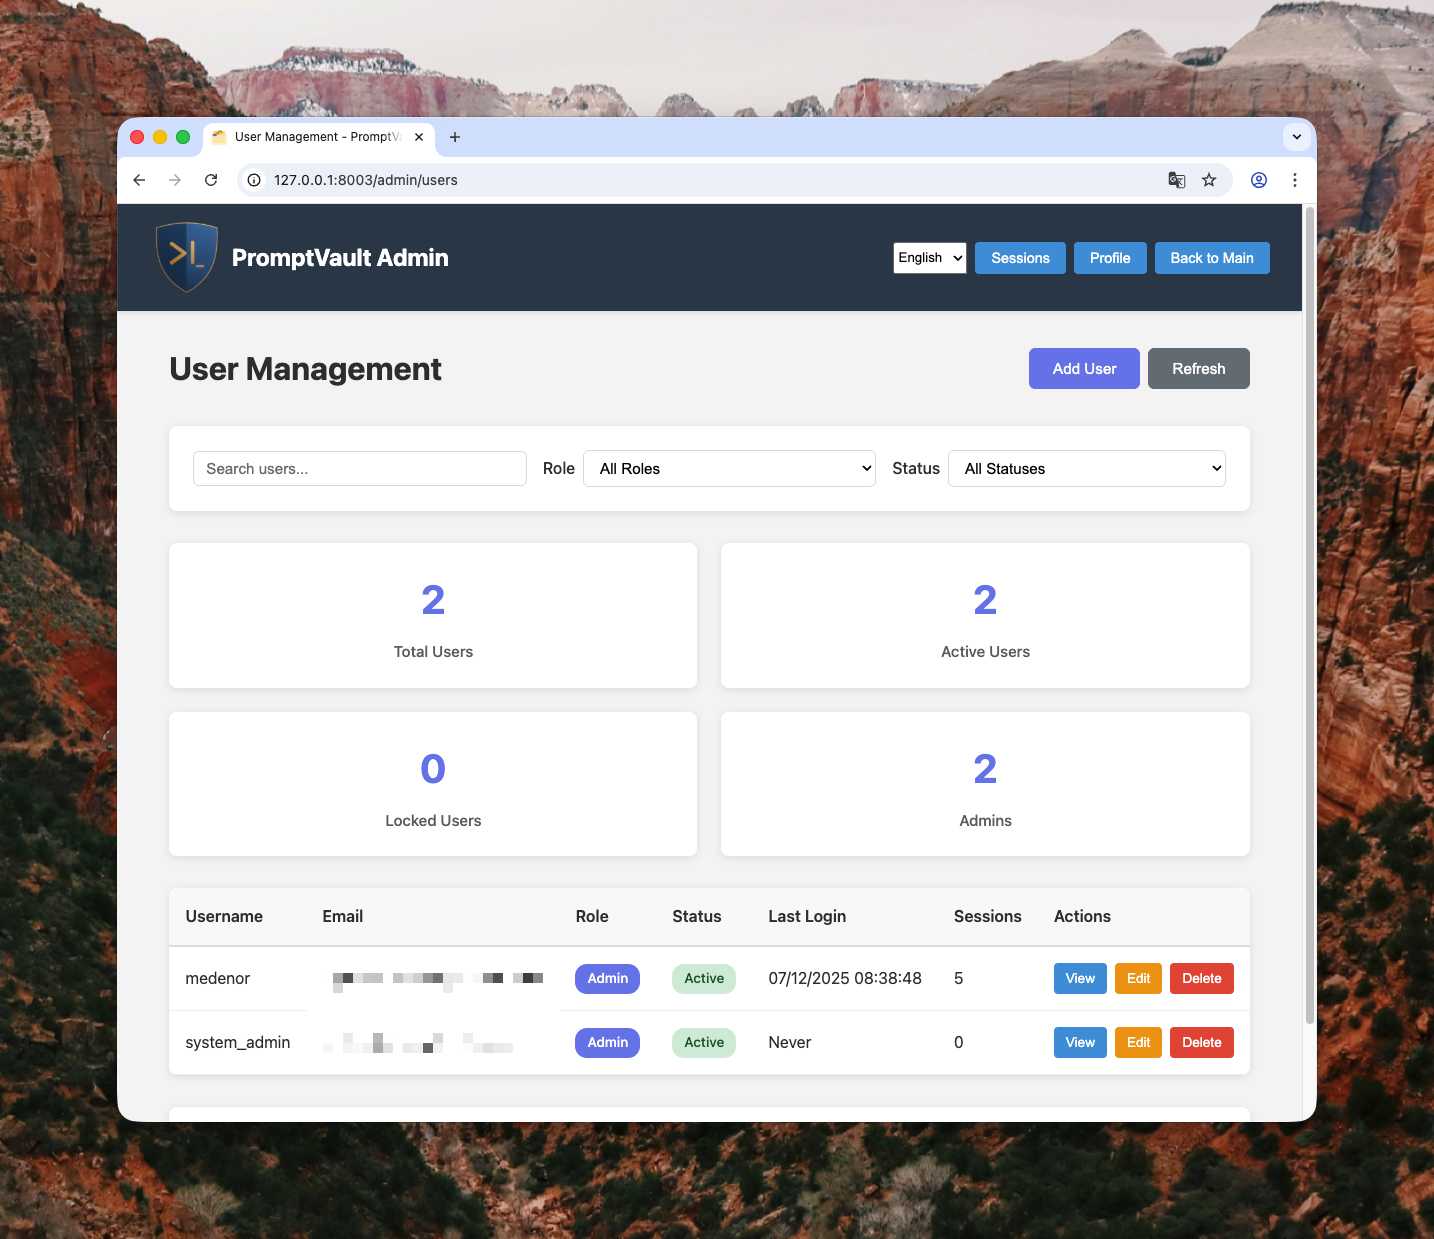 User Management - PromptV
127.0.0.1:8003/admin/users
PromptVault Admin
English
Sessions
Profile
Back to Main
User Management
Add User
Refresh
Search users...
Role
All Roles
Status
All Statuses
2
Total Users
2
Active Users
0
Locked Users
2
Admins
Username Email Role Status Last Login Sessions Actions
medenor Admin Active 07/12/2025 08:38:48 5 View Edit Delete
system_admin Admin Active Never 0 View Edit Delete